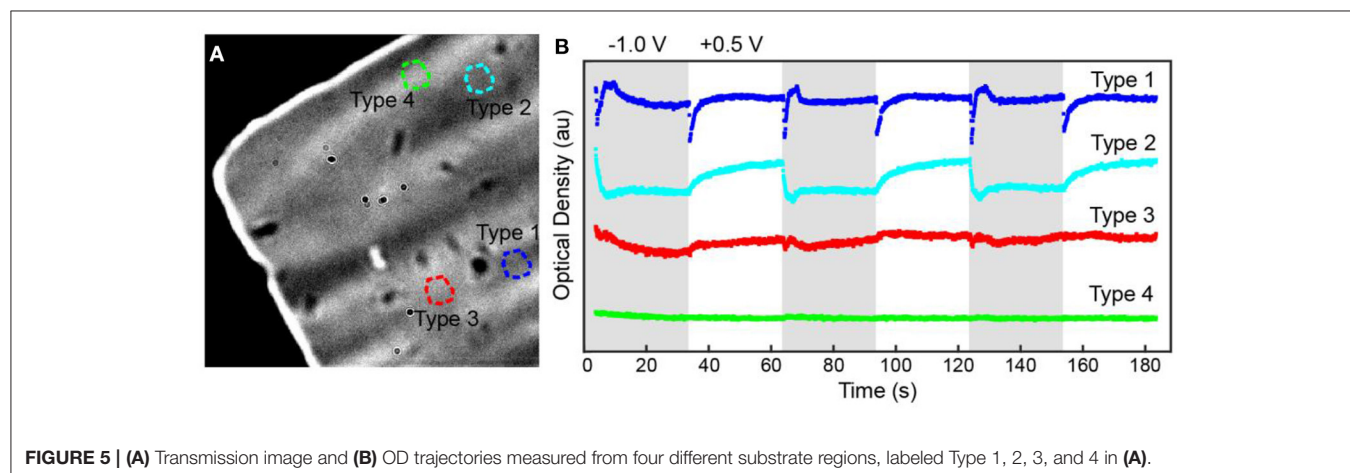 A
Type 4
Type 2
Type 1
Type 3
B
-1.0 V +0.5 V
Optical Density (au)
Type 1
Type 2
Type 3
Type 4
0 20 40 60 80 100 120 140 160 180
Time (s)
FIGURE 5 | (A) Transmission image and (B) OD trajectories measured from four different substrate regions, labeled Type 1, 2, 3, and 4 in (A).